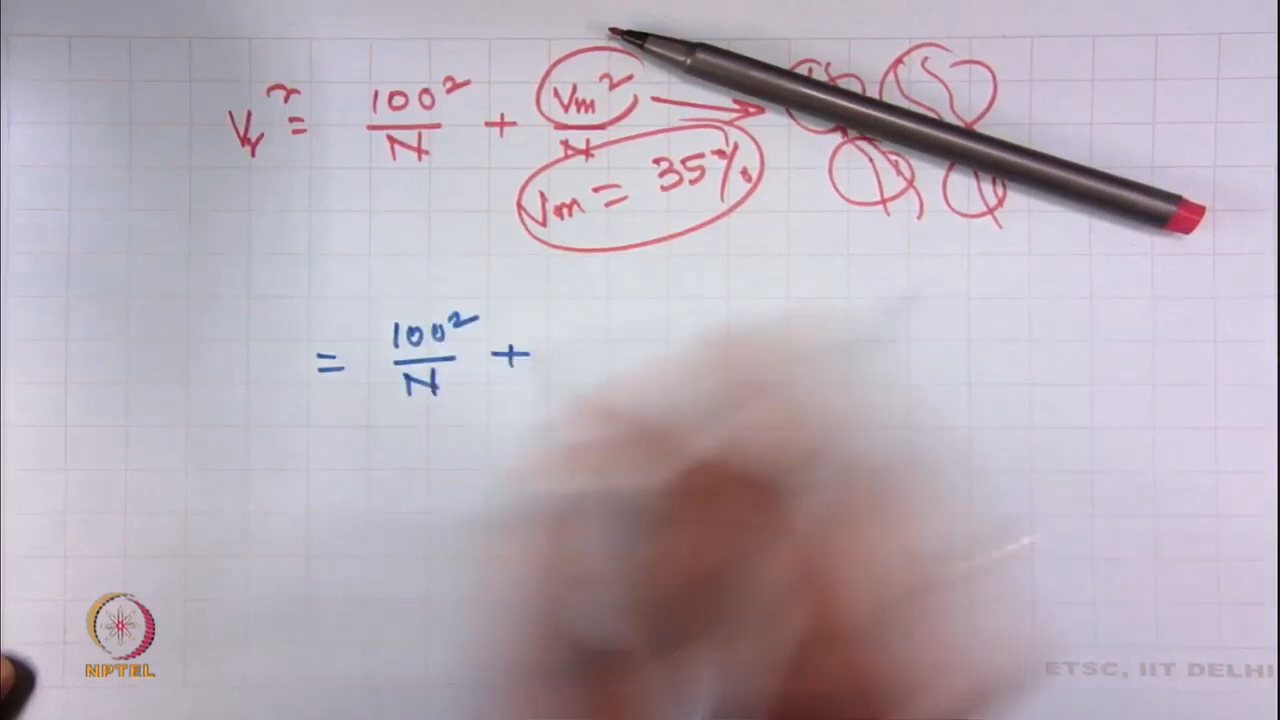 Vr² = 100²/N + Vm²/N
Vm = 35%
= 100²/N +
NPTEL
ETSC, IIT DELHI